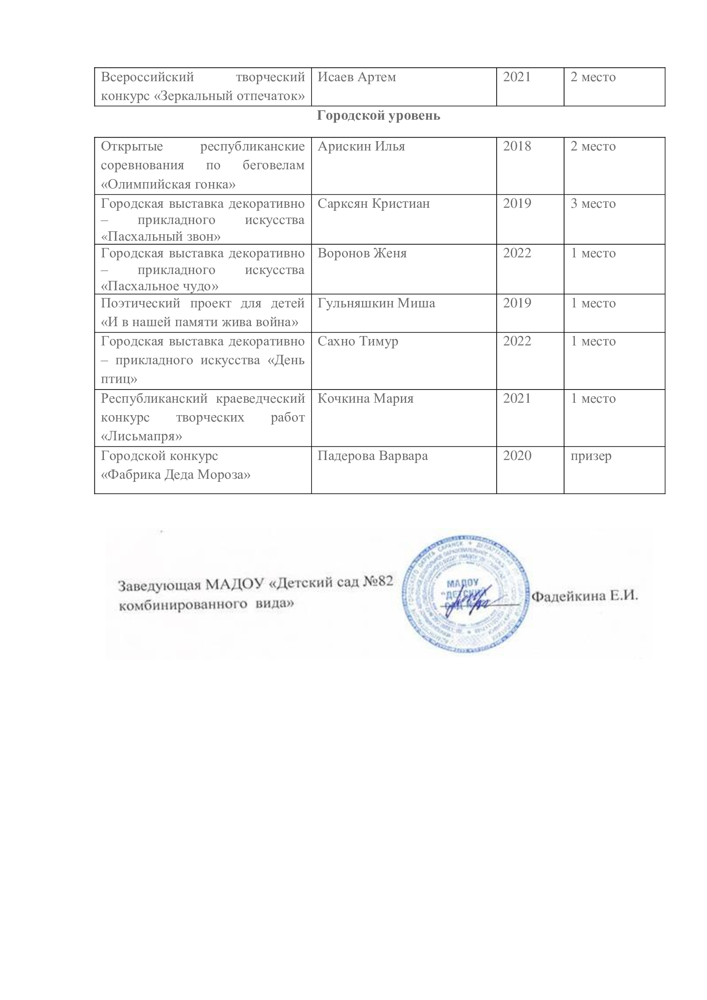 Всероссийский творческий Исаев Артем 2021 2 место
конкурс «Зеркальный отпечаток»
Городской уровень
Открытые республиканские Арискин Илья 2018 2 место
соревнования по беговелам
«Олимпийская гонка»
Городская выставка декоративно Сарксян Кристиан 2019 3 место
– прикладного искусства
«Пасхальный звон»
Городская выставка декоративно Воронов Женя 2022 1 место
– прикладного искусства
«Пасхальное чудо»
Поэтический проект для детей Гульняшкин Миша 2019 1 место
«И в нашей памяти жива война»
Городская выставка декоративно Сахно Тимур 2022 1 место
– прикладного искусства «День
птиц»
Республиканский краеведческий Кочкина Мария 2021 1 место
конкурс творческих работ
«Лисьмапря»
Городской конкурс Падерова Варвара 2020 призер
«Фабрика Деда Мороза»
Заведующая МАДОУ «Детский сад №82
комбинированного вида»
МАДОУ
"ДЕТСКИЙ
Фадейкина Е.И.